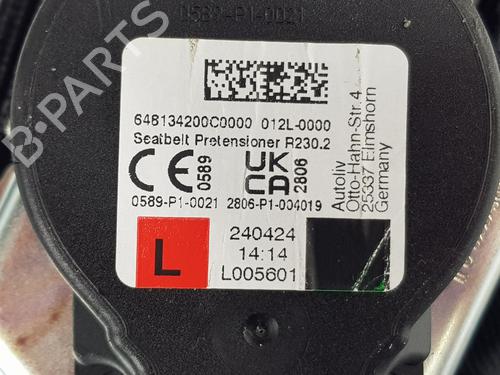 0589-P1-0021
648134200C0000 012L-0000
Seatbelt Pretensioner R230.2
CE 0589
UK CA 2806
0589-P1-0021 2806-P1-004019
Autoliv
Otto-Hahn-Str. 4
25337 Elmshorn
Germany
L
240424
14:14
L005601
B-PARTS